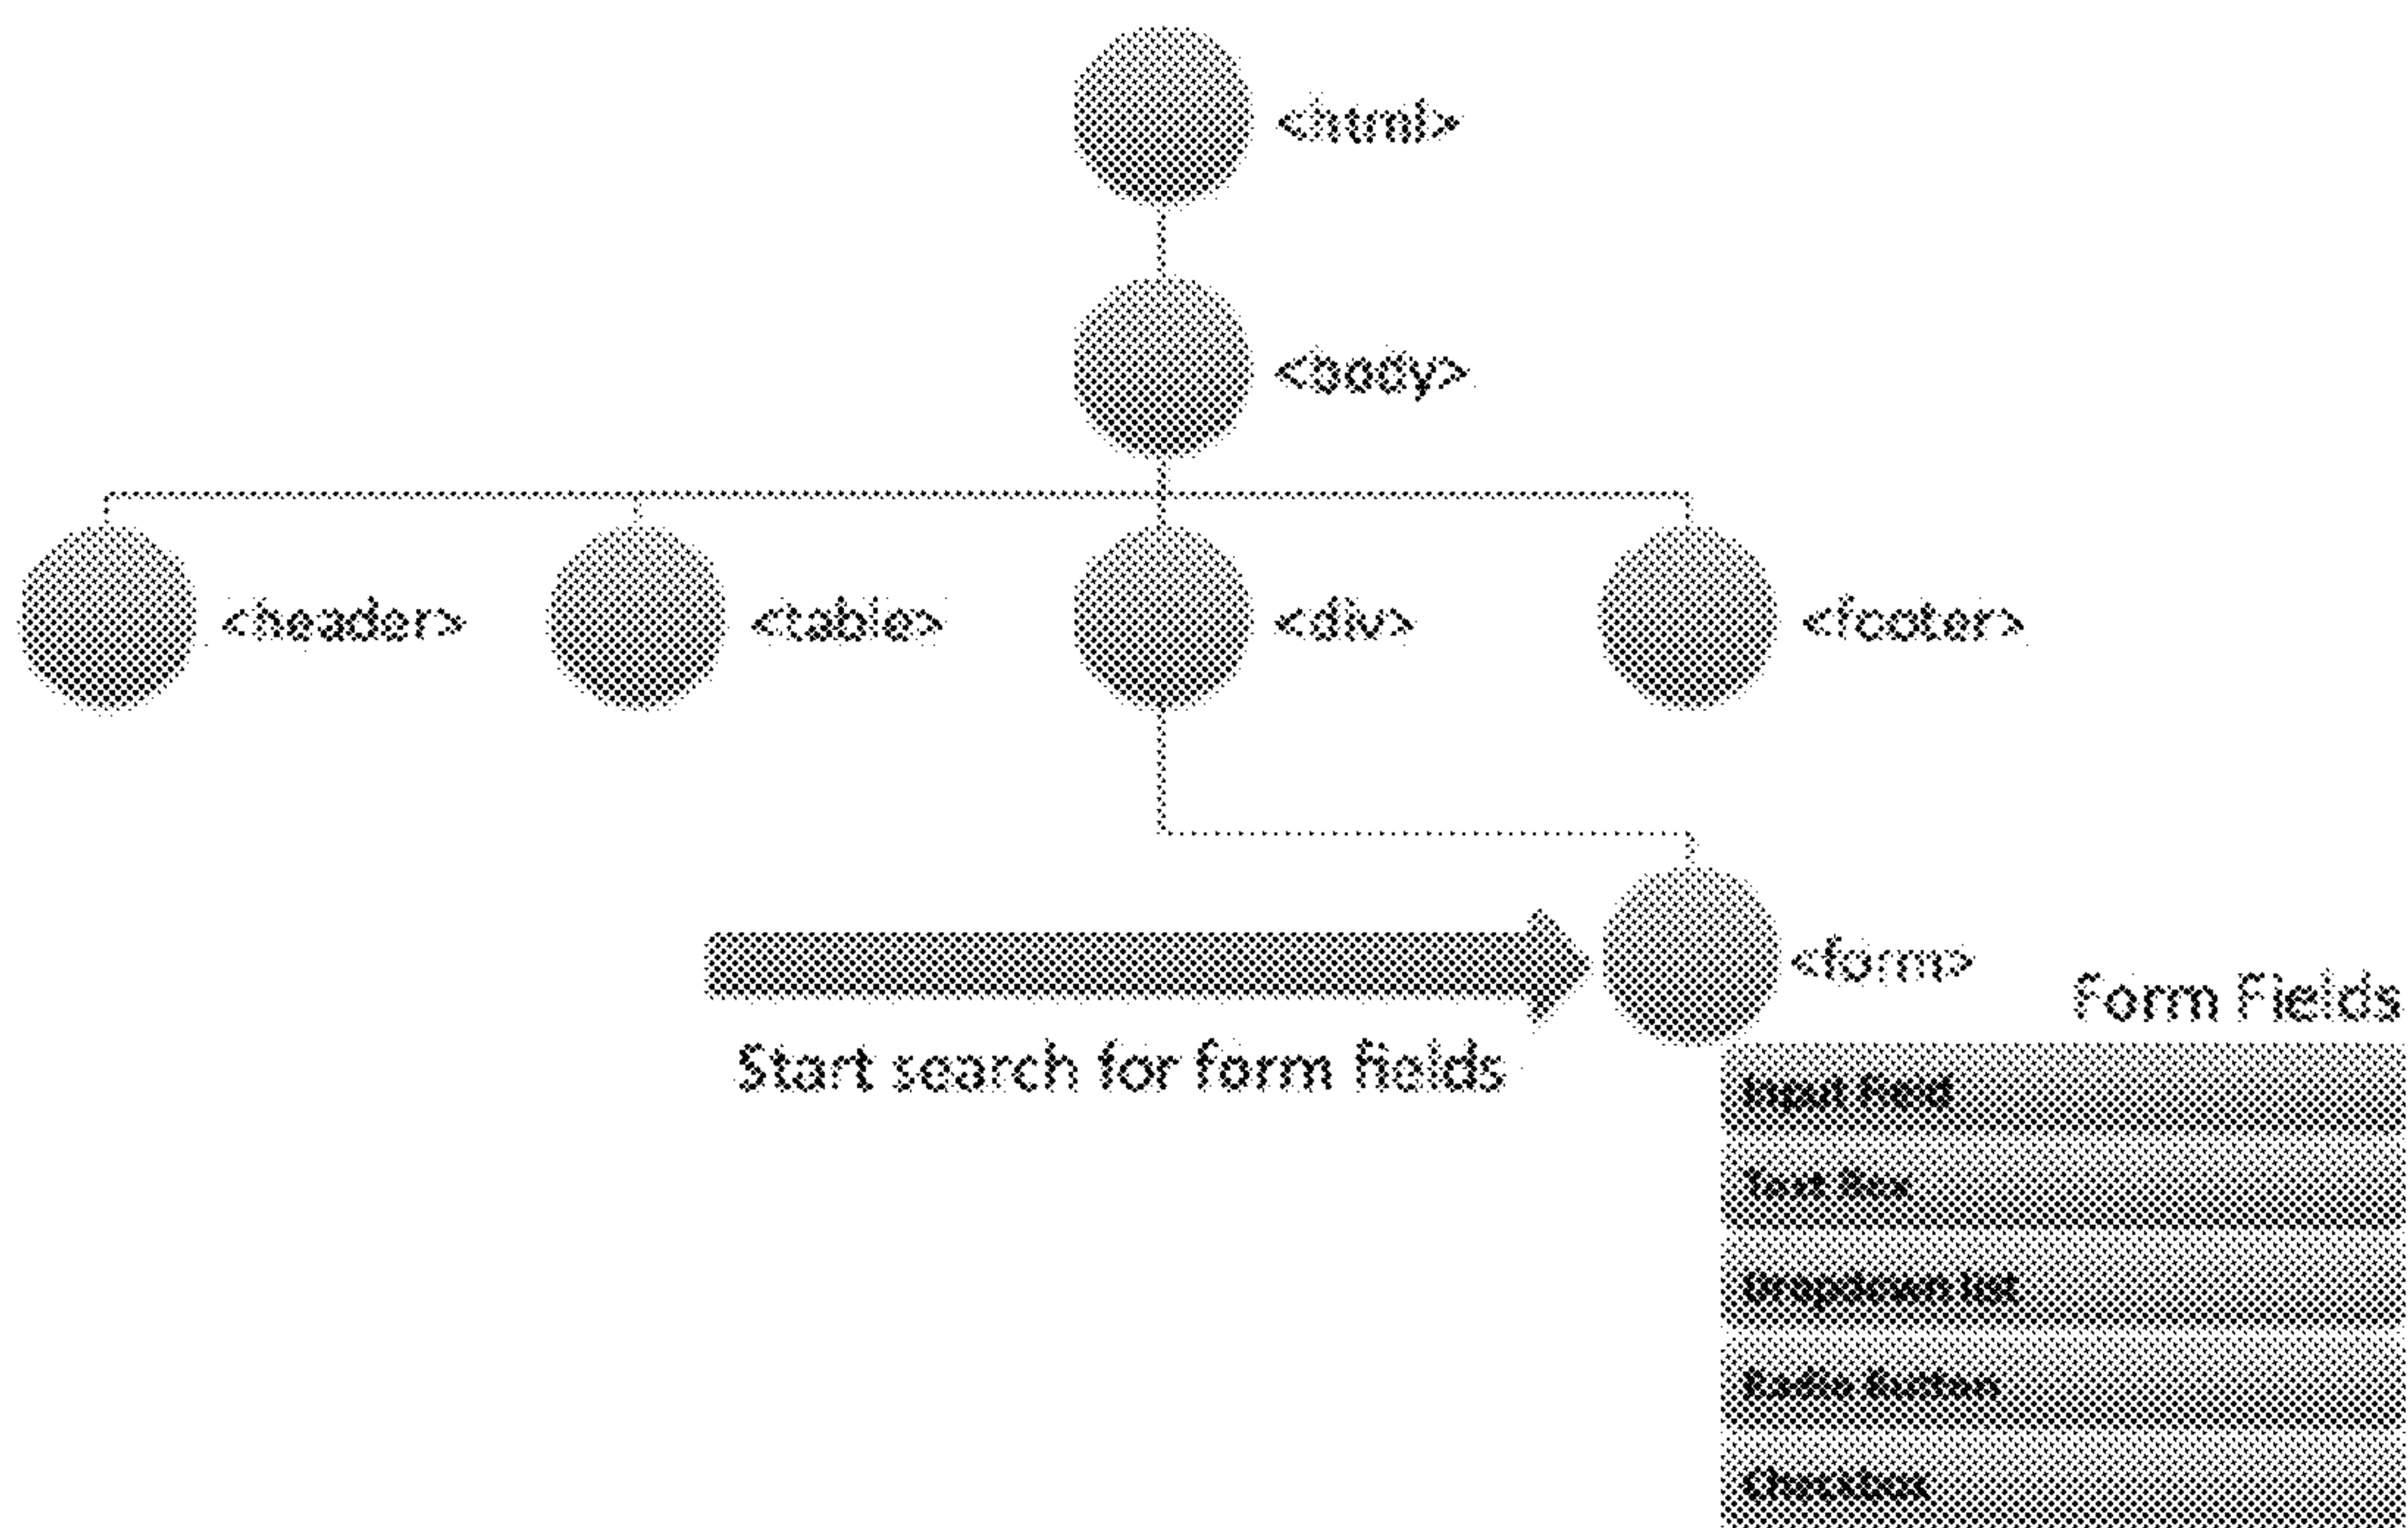 <html>
<body>
<header>
<table>
<div>
<footer>
<form>
Form Fields
Start search for form fields
Input Field
Text Box
Dropdown list
Radio Button
Checkbox